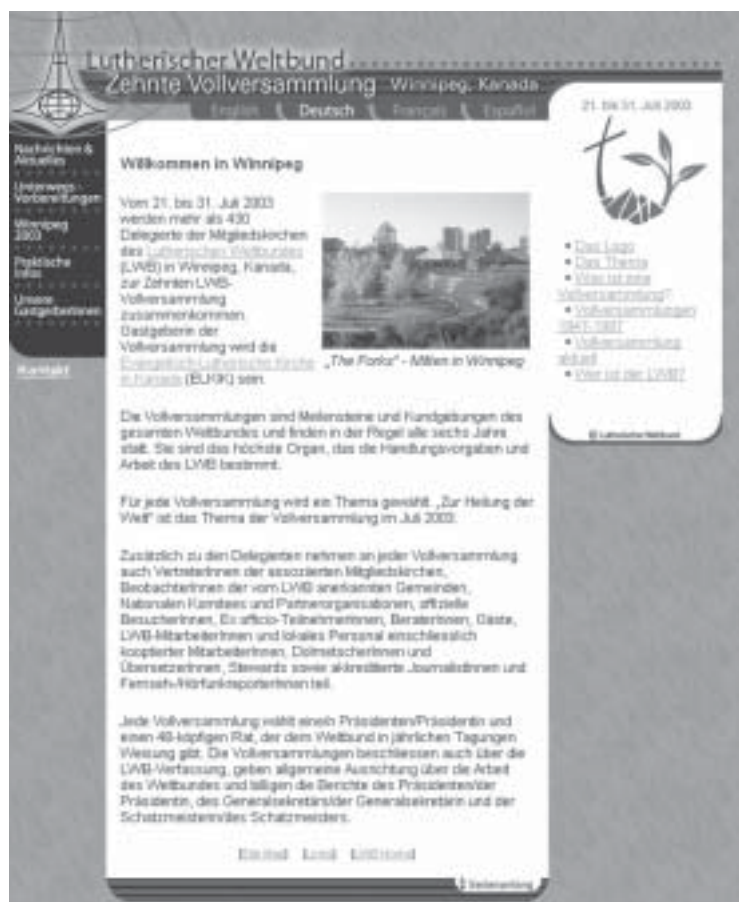 Lutherischer Weltbund
Zehnte Vollversammlung Winnipeg, Kanada
English Deutsch Français Español
Nachrichten &
Aktuelles
Unterwegs -
Vorbereitungen
Winnipeg
2003
Praktische
Infos
Unsere
GastgeberInnen
Kontakt
Willkommen in Winnipeg
Vom 21. bis 31. Juli 2003
werden mehr als 430
Delegierte der Mitgliedskirchen
des Lutherischen Weltbundes
(LWB) in Winnipeg, Kanada,
zur Zehnten LWB-
Vollversammlung
zusammenkommen.
Gastgeberin der
Vollversammlung wird die
Evangelisch-Lutherische Kirche
in Kanada (ELKIK) sein.
„The Forks" - Mitten in Winnipeg
Die Vollversammlungen sind Meilensteine und Kundgebungen des
gesamten Weltbundes und finden in der Regel alle sechs Jahre
statt. Sie sind das höchste Organ, das die Handlungsvorgaben und
Arbeit des LWB bestimmt.
Für jede Vollversammlung wird ein Thema gewählt. „Zur Heilung der
Welt" ist das Thema der Vollversammlung im Juli 2003.
Zusätzlich zu den Delegierten nehmen an jeder Vollversammlung
auch VertreterInnen der assoziierten Mitgliedskirchen,
BeobachterInnen der vom LWB anerkannten Gemeinden,
Nationalen Komitees und Partnerorganisationen, offizielle
BesucherInnen, Ex officio-TeilnehmerInnen, BeraterInnen, Gäste,
LWB-MitarbeiterInnen und lokales Personal einschliesslich
kooptierter MitarbeiterInnen, DolmetscherInnen und
ÜbersetzerInnen, Stewards sowie akkreditierte JournalistInnen und
Fernseh-/HörfunkreporterInnen teil.
Jede Vollversammlung wählt eine/n Präsidenten/Präsidentin und
einen 48-köpfigen Rat, der dem Weltbund in jährlichen Tagungen
Weisung gibt. Die Vollversammlungen beschliessen auch über die
LWB-Verfassung, geben allgemeine Ausrichtung über die Arbeit
des Weltbundes und billigen die Berichte des Präsidenten/der
Präsidentin, des Generalsekretärs/der Generalsekretärin und der
Schatzmeisterin/des Schatzmeisters.
Seitenanfang
21. bis 31. Juli 2003
• Das Logo
• Das Thema
• Was ist eine
Vollversammlung?
• Vollversammlungen
1947-1997
• Vollversammlung
aktuell
• Wer ist der LWB?
© Lutherischer Weltbund